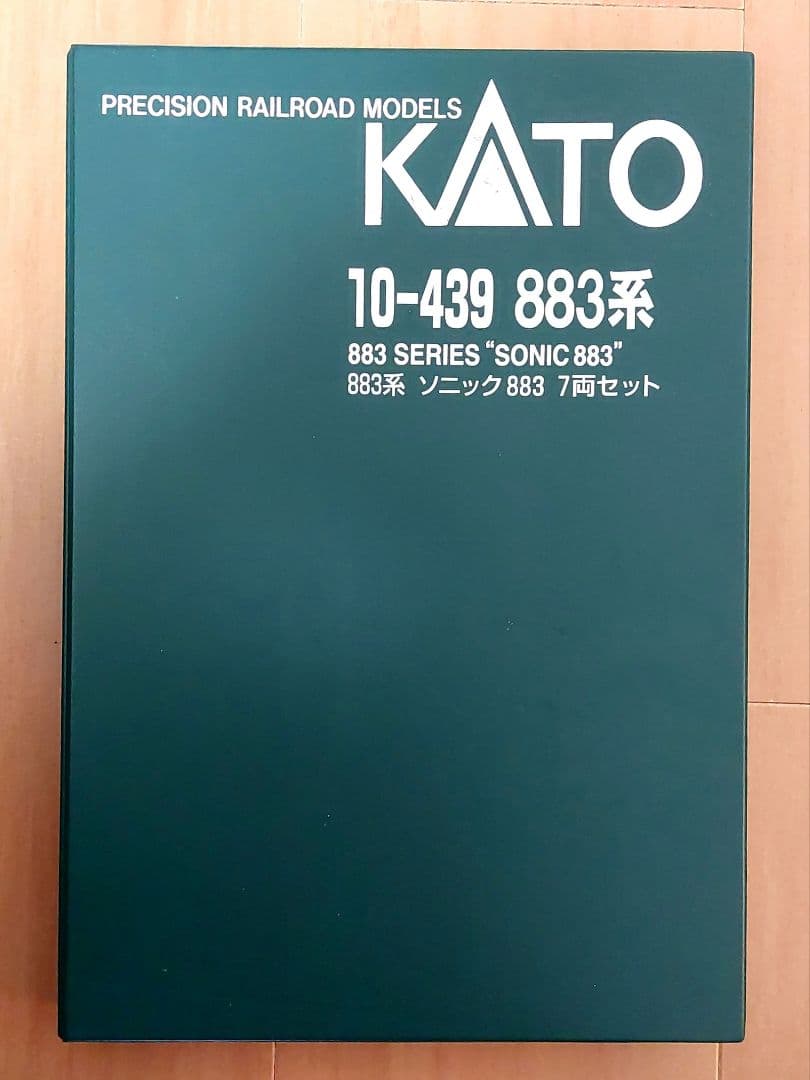 PRECISION RAILROAD MODELS
KATO
10-439 883系
883 SERIES “SONIC 883”
883系 ソニック883 7両セット